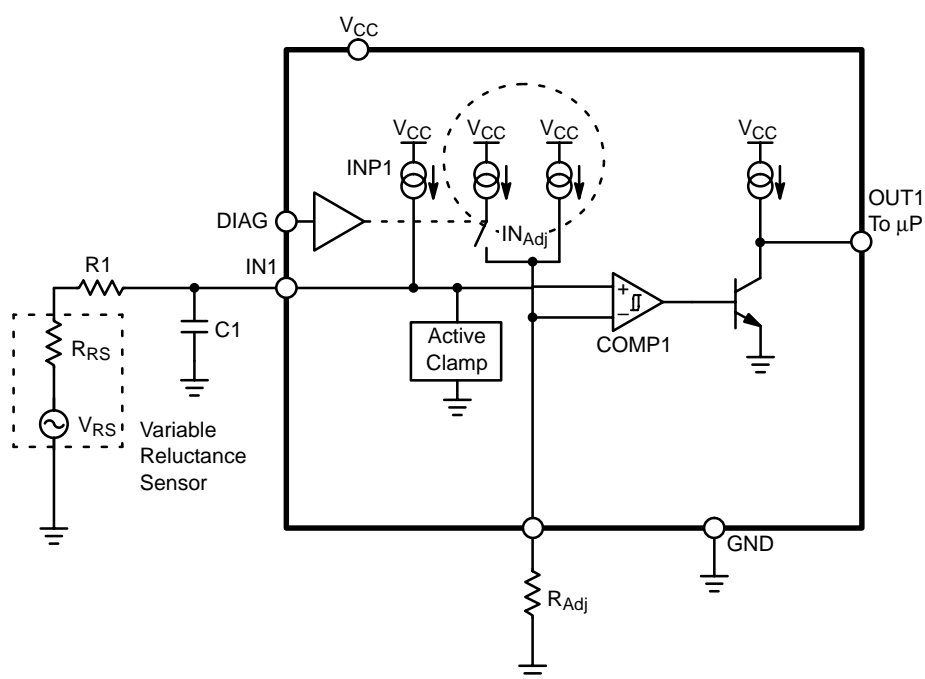 VCC
VCC
VCC
VCC
VCC
INP1
DIAG
INAdj
OUT1
To μP
R1
IN1
+
−
COMP1
C1
Active
Clamp
RRS
VRS
Variable
Reluctance
Sensor
GND
RAdj